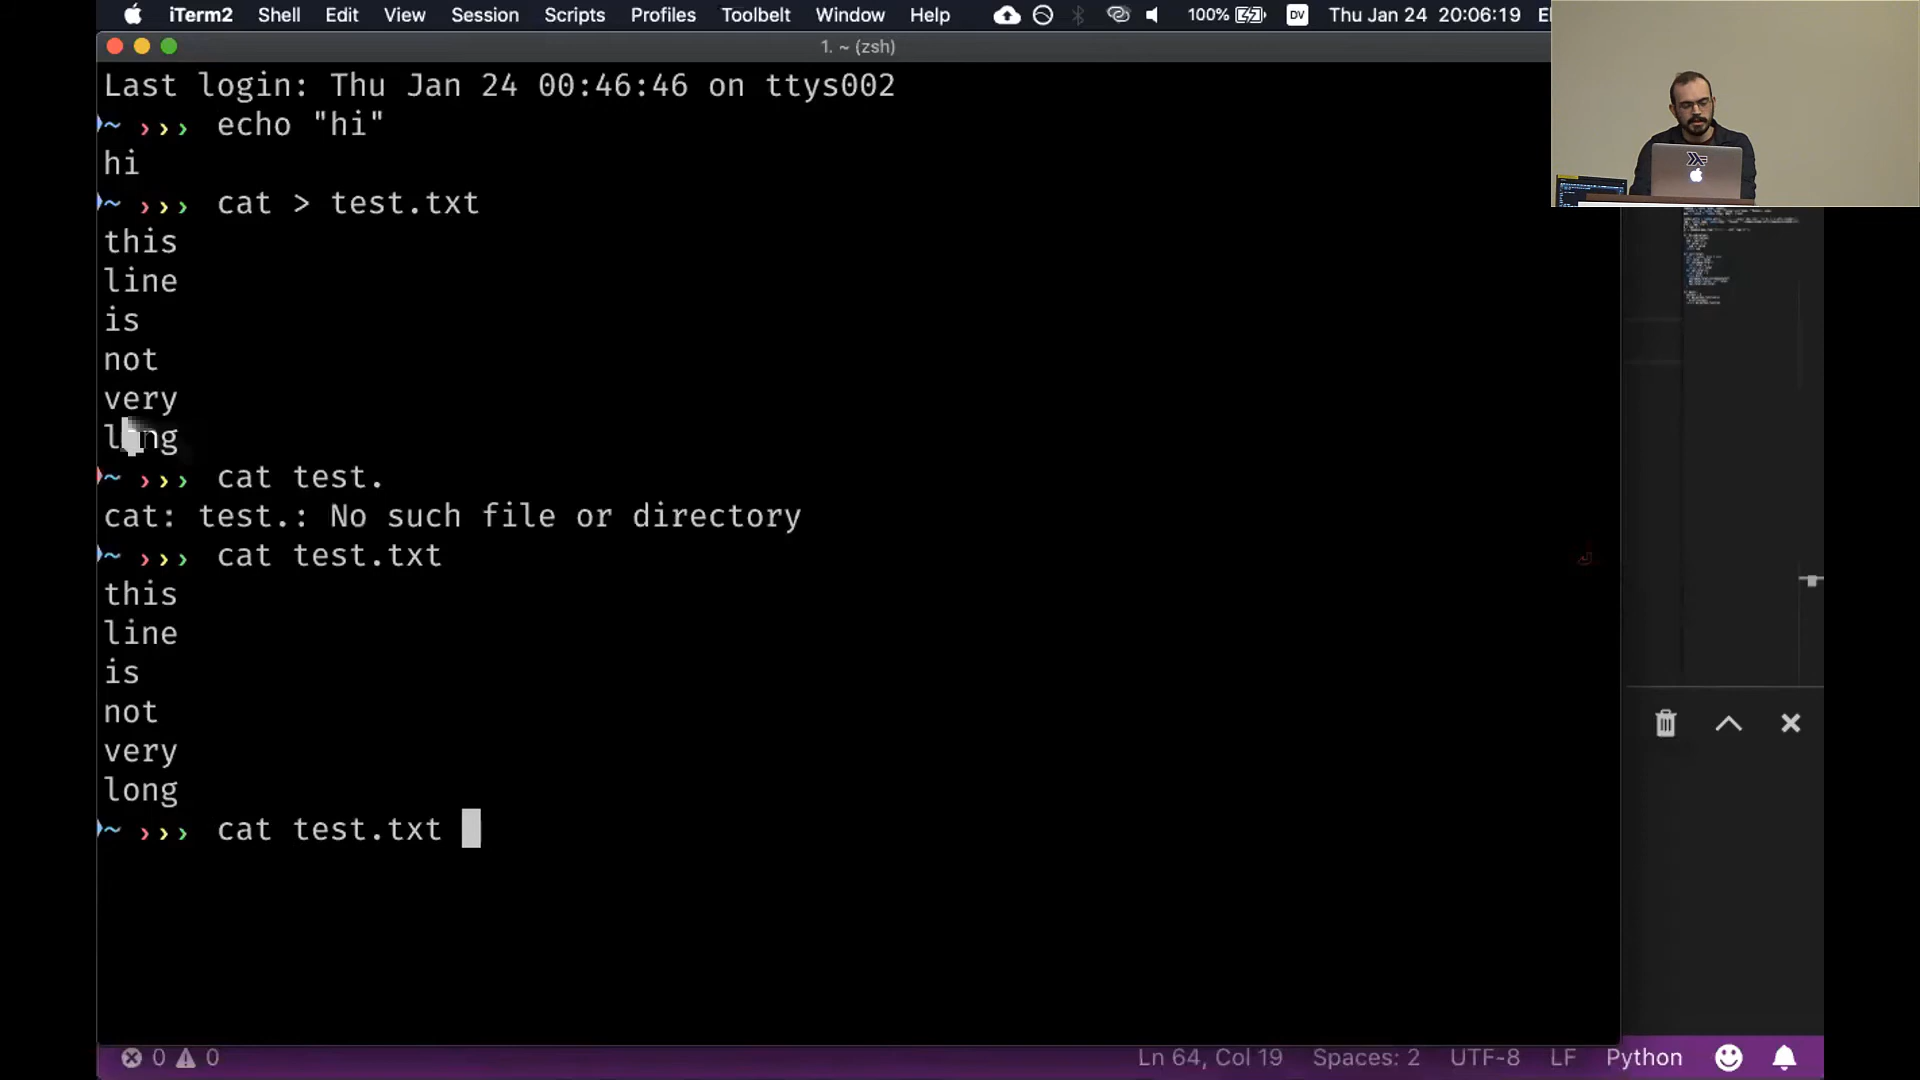 iTerm2 Shell Edit View Session Scripts Profiles Toolbelt Window Help 100% DV Thu Jan 24 20:06:19
1. ~ (zsh)
Last login: Thu Jan 24 00:46:46 on ttys002
~ ››› echo "hi"
hi
~ ››› cat > test.txt
this
line
is
not
very
long
~ ››› cat test.
cat: test.: No such file or directory
~ ››› cat test.txt
this
line
is
not
very
long
~ ››› cat test.txt
0 0 Ln 64, Col 19 Spaces: 2 UTF-8 LF Python